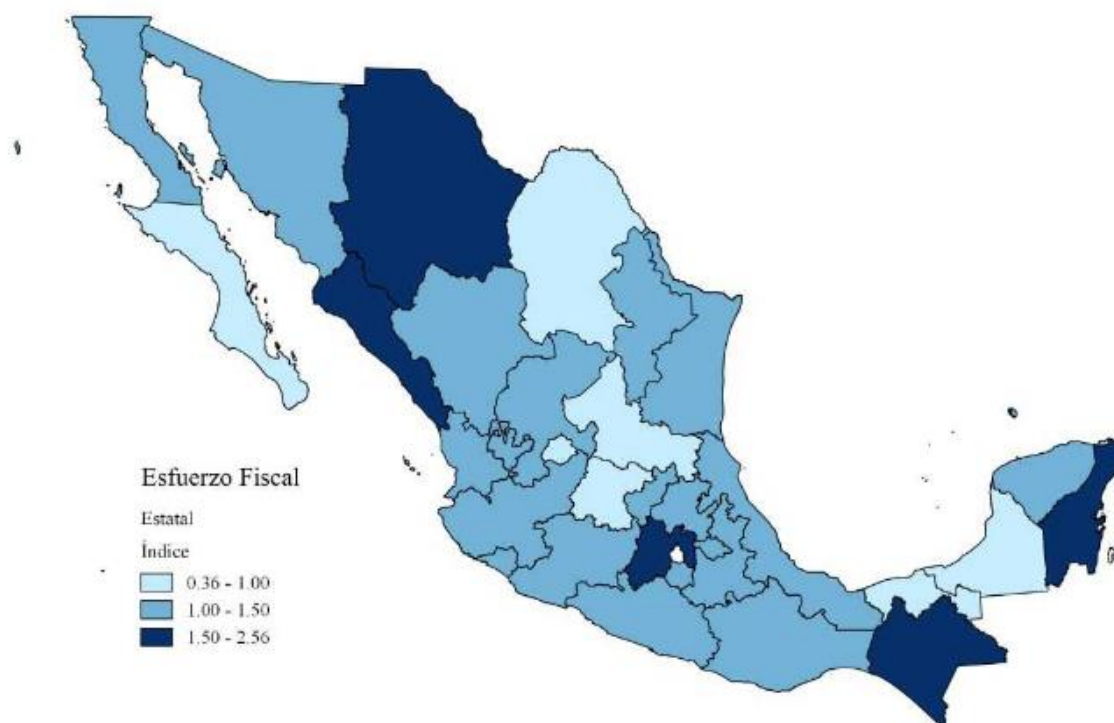 Esfuerzo Fiscal
Estatal
Índice
0.36 - 1.00
1.00 - 1.50
1.50 - 2.56